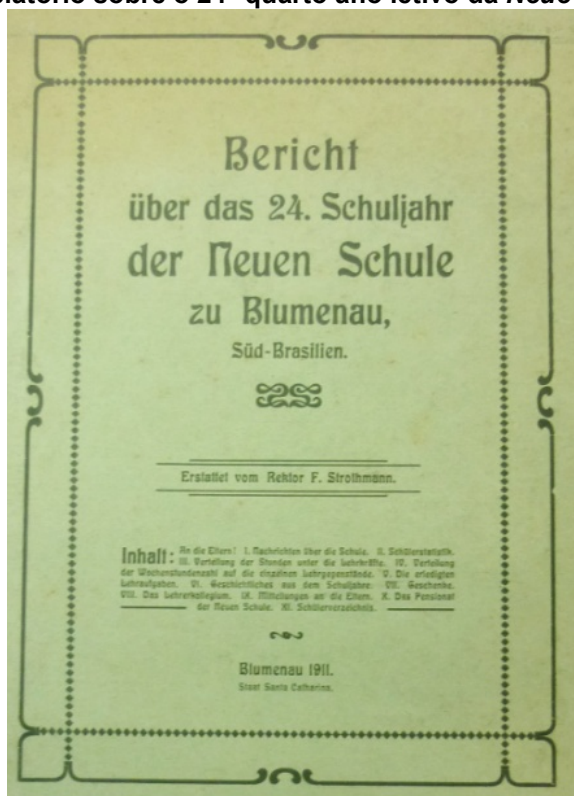 sobre o 24º quarto ano letivo da
Bericht
über das 24. Schuljahr
der Neuen Schule
zu Blumenau,
Süd-Brasilien.
Erstattet vom Rektor F. Strothmann.
Inhalt: An die Eltern! I. Nachrichten über die Schule. II. Schülerstatistik.
III. Verteilung der Stunden unter die Lehrkräfte. IV. Verteilung
der Wochenstundenzahl auf die einzelnen Lehrgegenstände. V. Die erledigten
Lehraufgaben. VI. Geschichtliches aus dem Schuljahre. VII. Geschenke.
VIII. Das Lehrerkollegium. IX. Mitteilungen an die Eltern. X. Das Pensionat
der Neuen Schule. XI. Schülerverzeichnis.
Blumenau 1911.
Staat Santa Catharina.